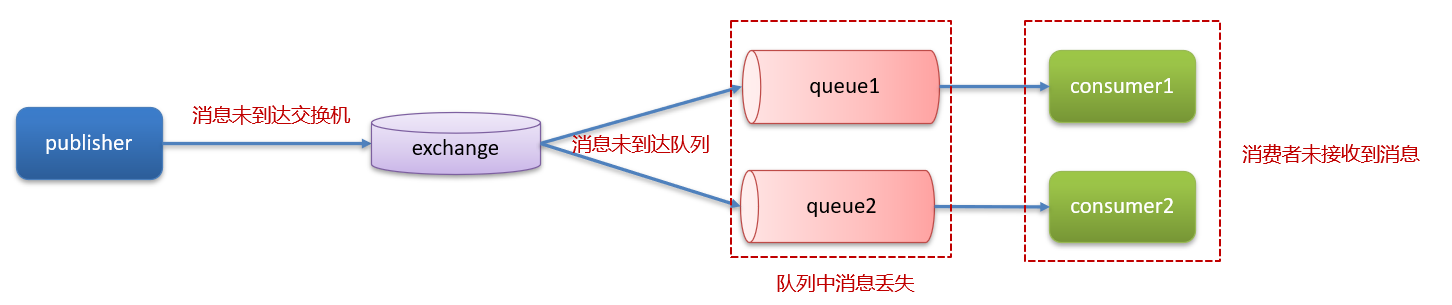 publisher
消息未到达交换机
exchange
消息未到达队列
queue1
queue2
队列中消息丢失
consumer1
consumer2
消费者未接收到消息